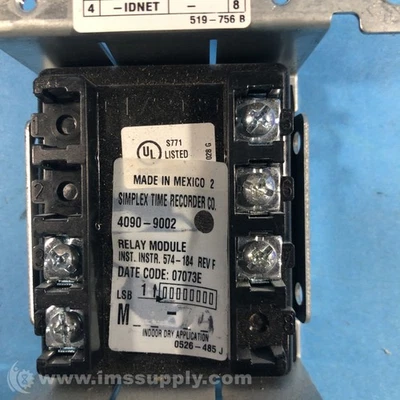 4 -IDNET - 8
519-756 B
UL
S771
LISTED
028 G
MADE IN MEXICO 2
SIMPLEX TIME RECORDER CO.
4090-9002
RELAY MODULE
INST. INSTR. 574-184 REV F
DATE CODE: 07073E
LSB 1
M
INDOOR DRY APPLICATION
0526-485 J
2
© www.imssupply.com